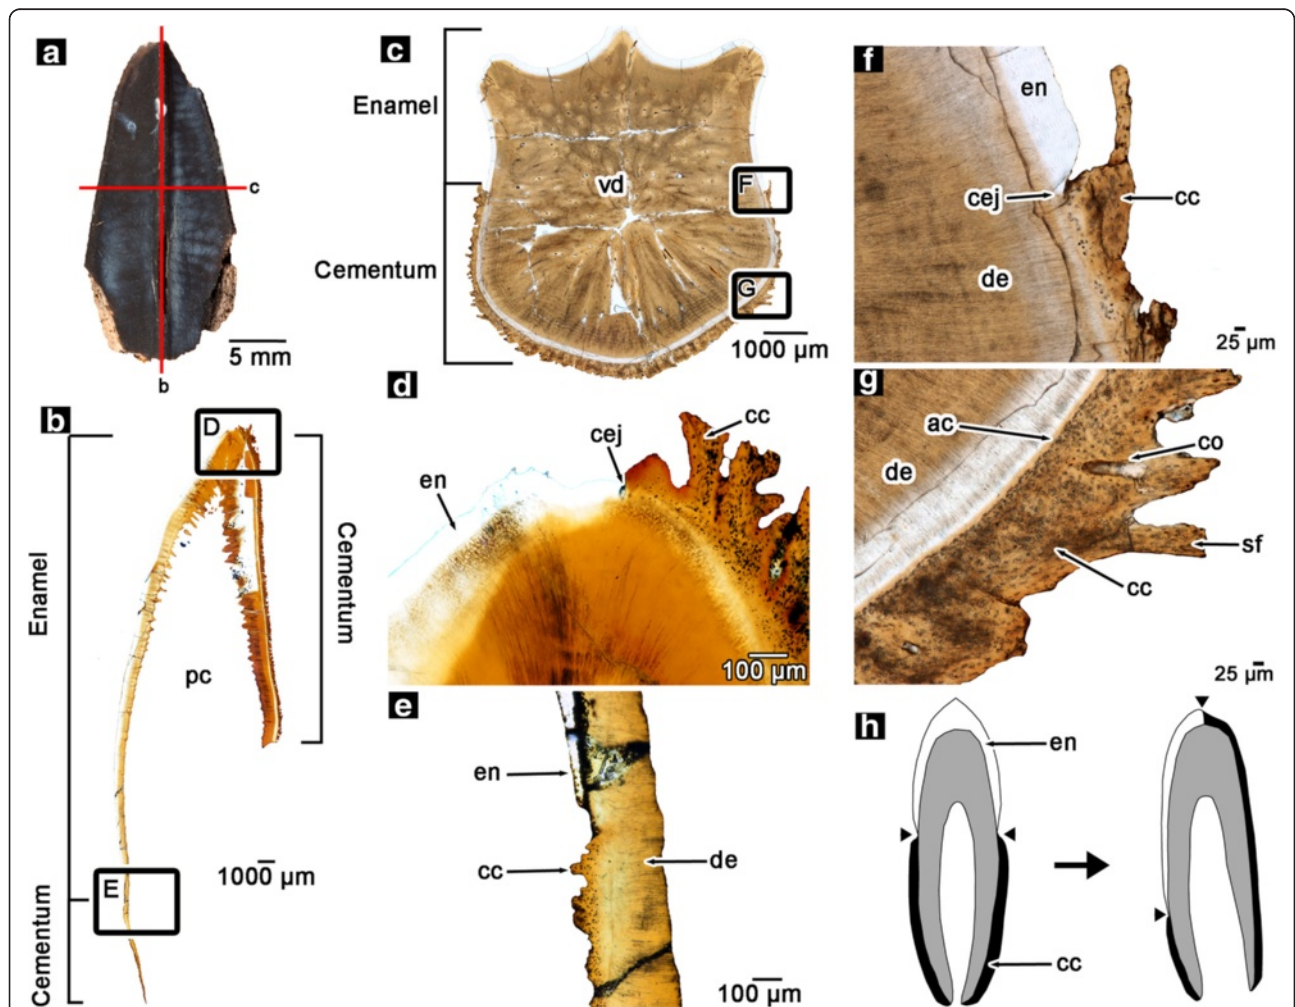 a
c
b
5 mm
b
D
Enamel
Cementum
pc
E
1000 µm
Cementum
c
Enamel
vd
F
Cementum
G
1000 µm
d
cc
cej
en
100 µm
e
en
cc
de
100 µm
f
en
cej
cc
de
25 µm
g
ac
co
de
sf
cc
25 µm
h
en
cc